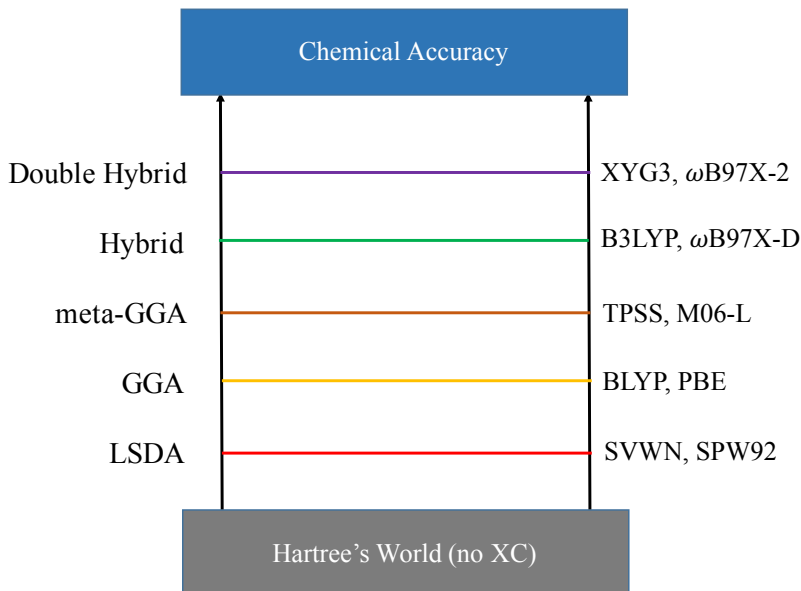 Chemical Accuracy
Double Hybrid XYG3, ωB97X-2
Hybrid B3LYP, ωB97X-D
meta-GGA TPSS, M06-L
GGA BLYP, PBE
LSDA SVWN, SPW92
Hartree’s World (no XC)